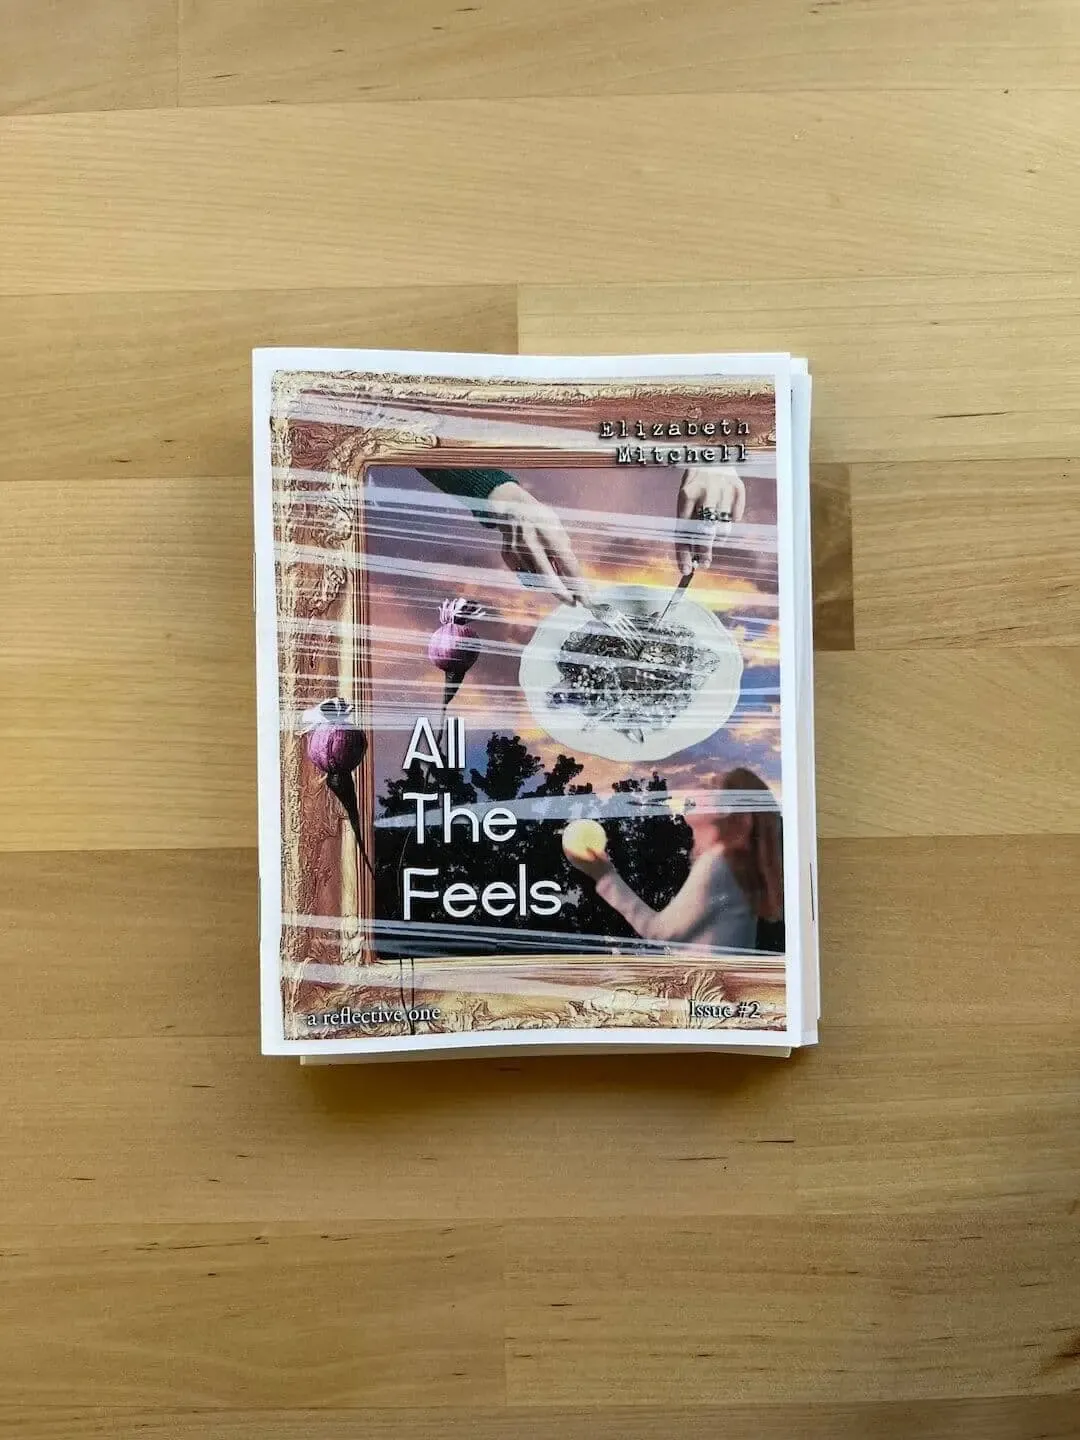 Elizabeth
Mitchell
All
The
Feels
a reflective one
Issue #2